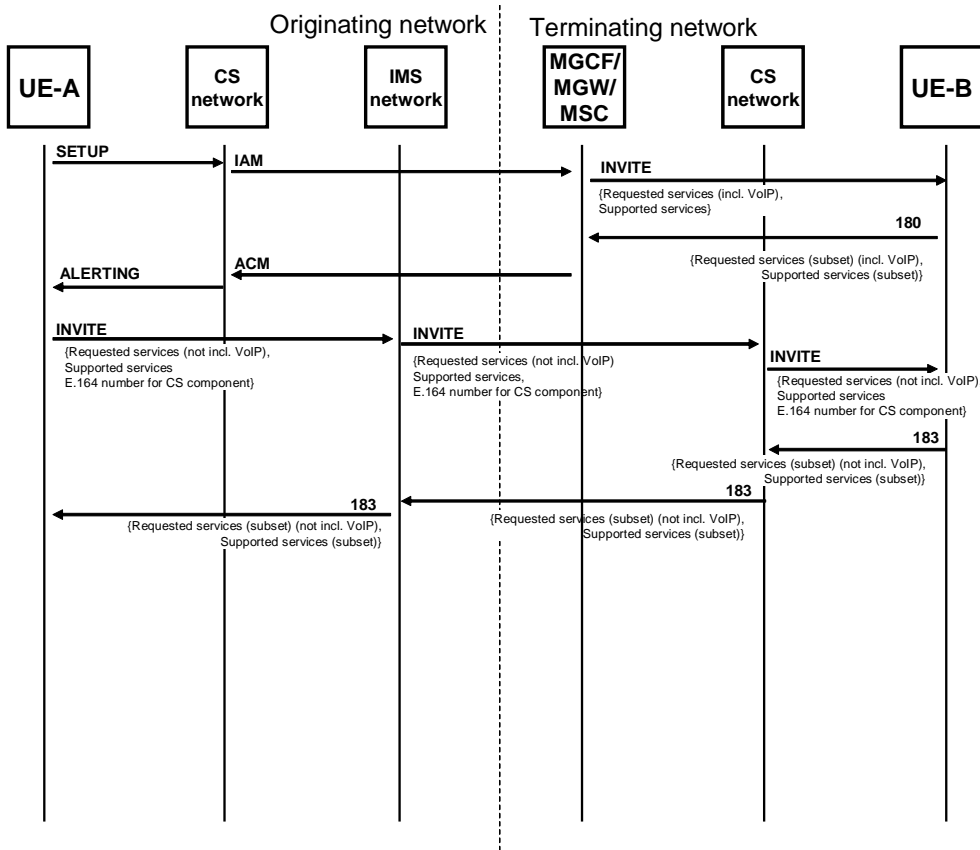 Originating network
Terminating network
UE-A
CS
network
IMS
network
MGCF/
MGW/
MSC
CS
network
UE-B
SETUP
IAM
INVITE
{Requested services (incl. VoIP),
Supported services}
180
{Requested services (subset) (incl. VoIP),
Supported services (subset)}
ACM
ALERTING
INVITE
{Requested services (not incl. VoIP),
Supported services
E.164 number for CS component}
INVITE
{Requested services (not incl. VoIP)
Supported services,
E.164 number for CS component}
INVITE
{Requested services (not incl. VoIP)
Supported services
E.164 number for CS component}
183
{Requested services (subset) (not incl. VoIP),
Supported services (subset)}
183
{Requested services (subset) (not incl. VoIP),
Supported services (subset)}
183
{Requested services (subset) (not incl. VoIP),
Supported services (subset)}